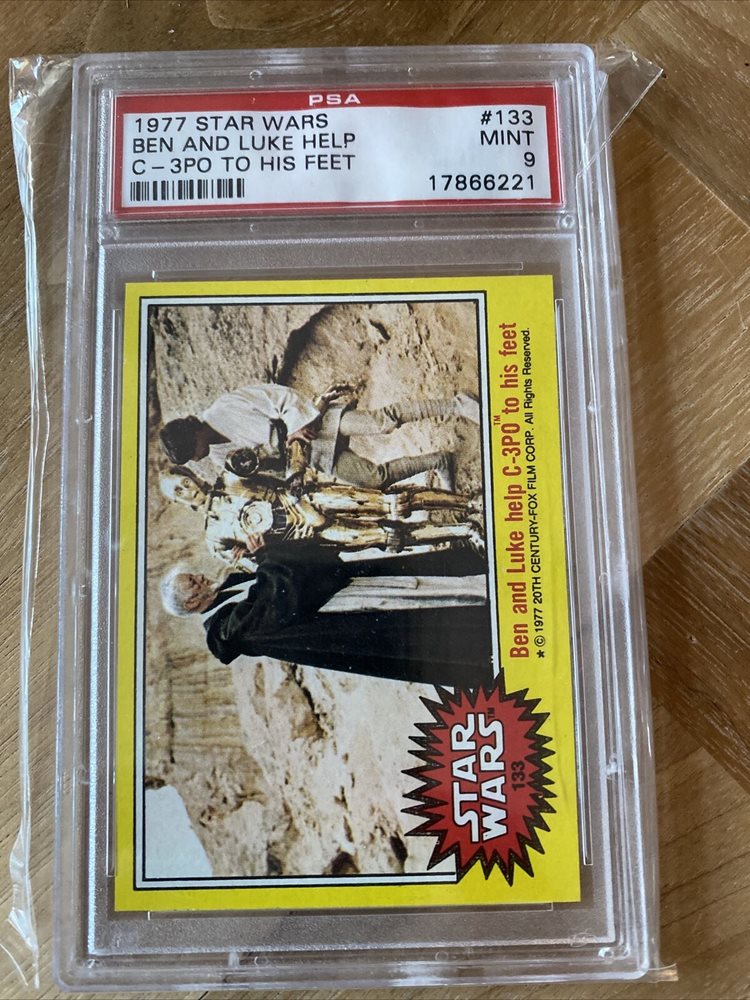 PSA
1977 STAR WARS #133
BEN AND LUKE HELP MINT
C-3PO TO HIS FEET 9
17866221
Ben and Luke help C-3PO™ to his feet
★ © 1977 20TH CENTURY-FOX FILM CORP. All Rights Reserved.
STAR
WARS™
133